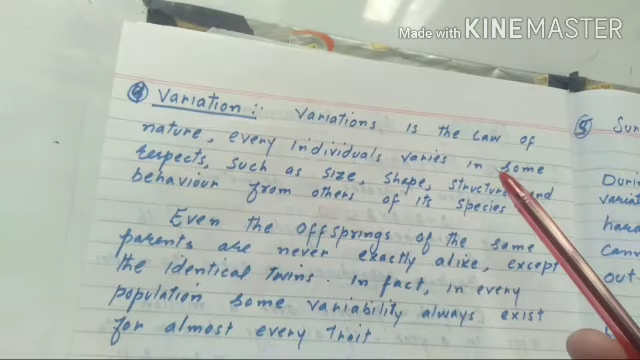 Made with KINEMASTER
④ Variation :- Variations is the Law of
nature, every individuals varies in some
respects, such as size, shape, structure and
behaviour from others of its species
Even the offsprings of the same
parents are never exactly alike, except
the identical twins. In fact, in every
population some variability always exist
for almost every trait
⑤ Sur
Duri
variat
hara
cann
out